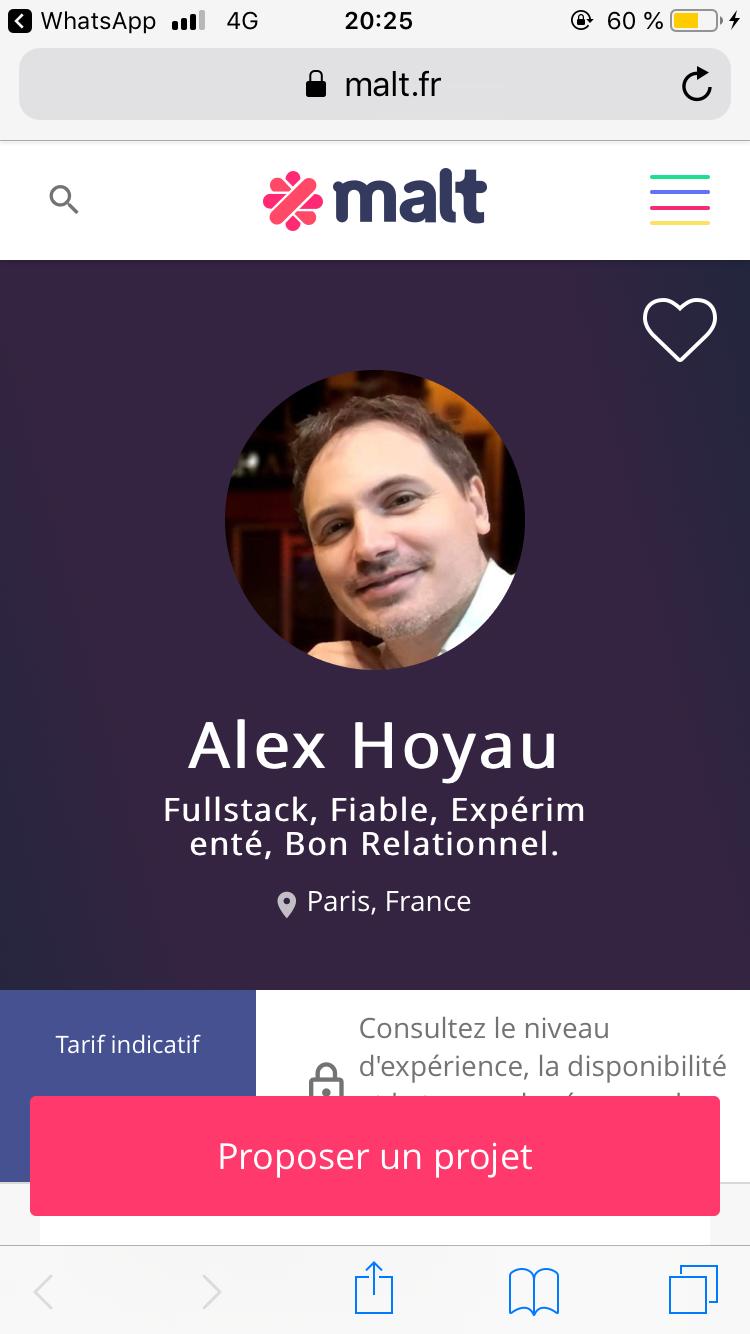 WhatsApp 4G 20:25 60 %
malt.fr
malt
Alex Hoyau
Fullstack, Fiable, Expérim
enté, Bon Relationnel.
Paris, France
Tarif indicatif
Consultez le niveau
d'expérience, la disponibilité
Proposer un projet